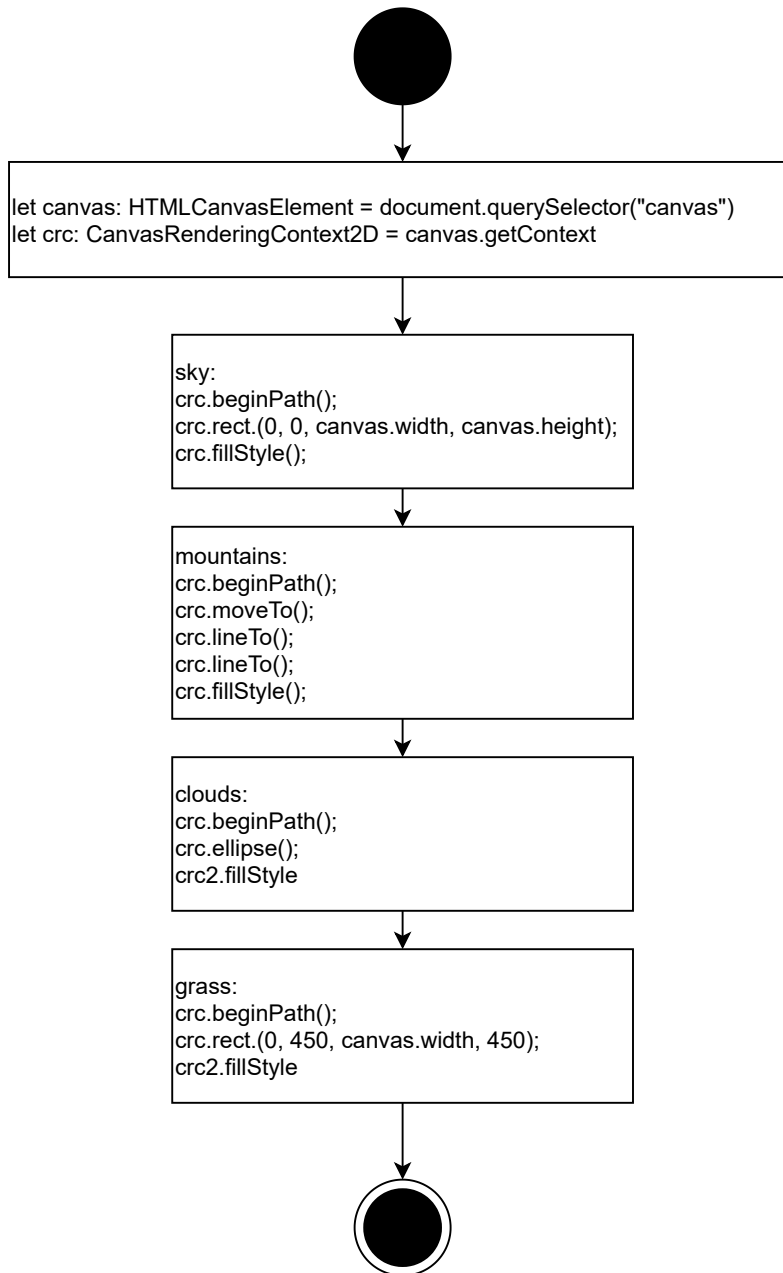 let canvas: HTMLCanvasElement = document.querySelector("canvas")
let crc: CanvasRenderingContext2D = canvas.getContext
sky:
crc.beginPath();
crc.rect.(0, 0, canvas.width, canvas.height);
crc.fillStyle();
mountains:
crc.beginPath();
crc.moveTo();
crc.lineTo();
crc.lineTo();
crc.fillStyle();
clouds:
crc.beginPath();
crc.ellipse();
crc2.fillStyle
grass:
crc.beginPath();
crc.rect.(0, 450, canvas.width, 450);
crc2.fillStyle